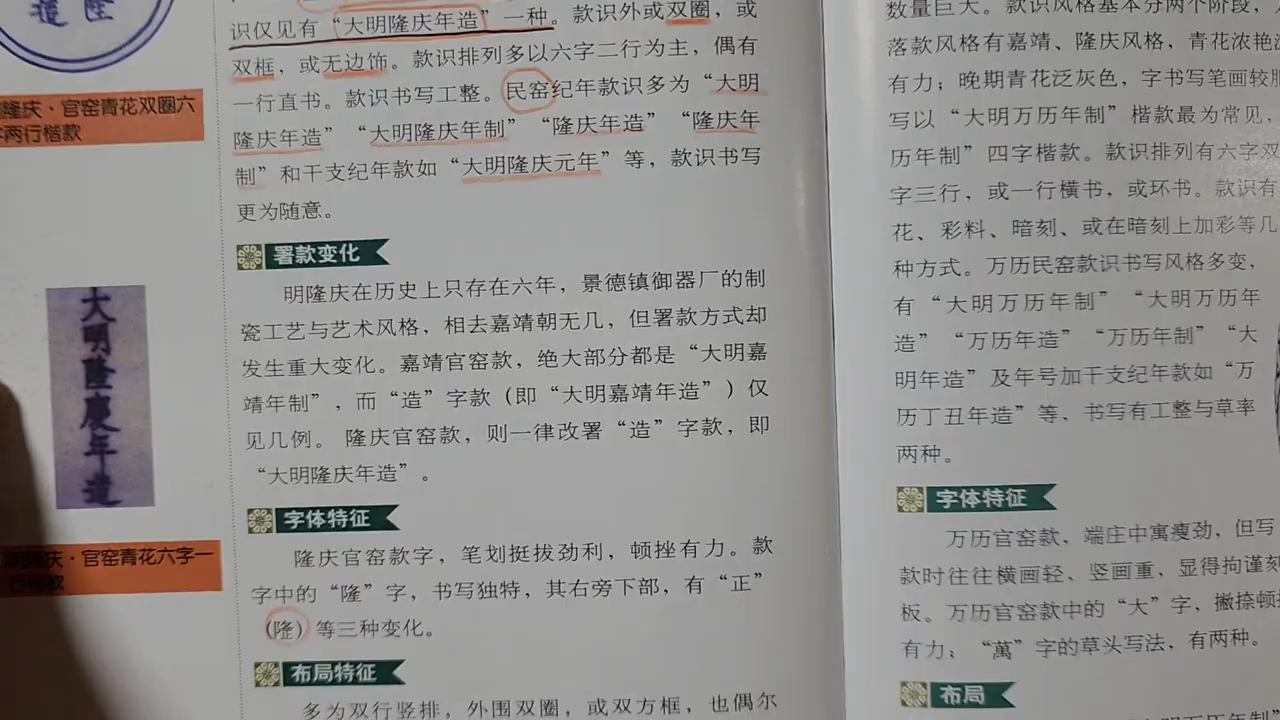 隆庆·官窑青花双圈六
字两行楷款
大明隆慶年造
隆庆·官窑青花六字一
行楷款
识仅见有“大明隆庆年造”一种。款识外或双圈，或
双框，或无边饰。款识排列多以六字二行为主，偶有
一行直书。款识书写工整。民窑纪年款识多为“大明
隆庆年造”“大明隆庆年制”“隆庆年造”“隆庆年
制”和干支纪年款如“大明隆庆元年”等，款识书写
更为随意。
署款变化
明隆庆在历史上只存在六年，景德镇御器厂的制
瓷工艺与艺术风格，相去嘉靖朝无几，但署款方式却
发生重大变化。嘉靖官窑款，绝大部分都是“大明嘉
靖年制”，而“造”字款（即“大明嘉靖年造”）仅
见几例。隆庆官窑款，则一律改署“造”字款，即
“大明隆庆年造”。
字体特征
隆庆官窑款字，笔划挺拔劲利，顿挫有力。款
字中的“隆”字，书写独特，其右旁下部，有“正”
（隆）等三种变化。
布局特征
多为双行竖排，外围双圈，或双方框，也偶尔
数量巨大。款识风格基本分两个阶段，
落款风格有嘉靖、隆庆风格，青花浓艳
有力；晚期青花泛灰色，字书写笔画较
写以“大明万历年制”楷款最为常见，
历年制”四字楷款。款识排列有六字双
字三行，或一行横书，或环书。款识有
花、彩料、暗刻、或在暗刻上加彩等几
种方式。万历民窑款识书写风格多变，
有“大明万历年制”“大明万历年
造”“万历年造”“万历年制”“大
明年造”及年号加干支纪年款如“万
历丁丑年造”等、书写有工整与草率
两种。
字体特征
万历官窑款、端庄中寓瘦劲，但写
款时往往横画轻、竖画重，显得拘谨刻
板。万历官窑款中的“大”字，撇捺顿
有力；“萬”字的草头写法，有两种。
布局